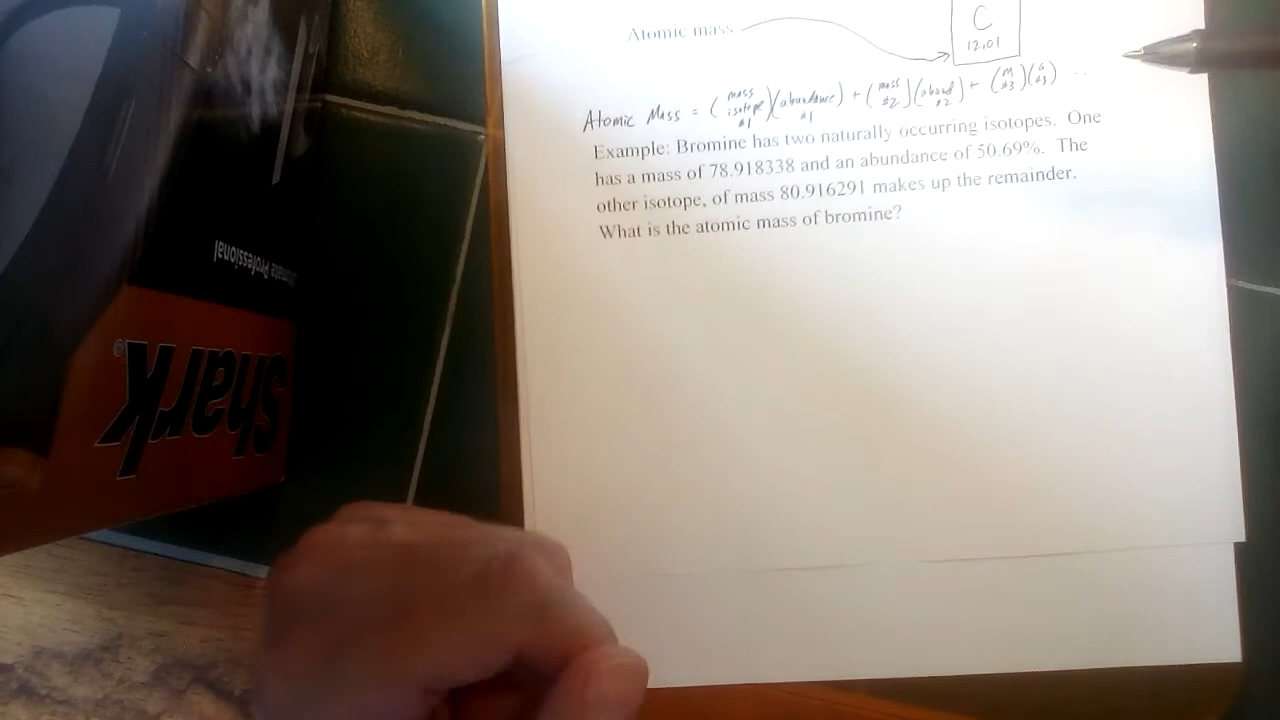 Atomic mass
C
12.01
Atomic Mass = (mass isotope #1)(abundance #1) + (mass #2)(abund #2) + (M #3)(a #3) ...
Example: Bromine has two naturally occurring isotopes. One
has a mass of 78.918338 and an abundance of 50.69%. The
other isotope, of mass 80.916291 makes up the remainder.
What is the atomic mass of bromine?
Professional
Shark®